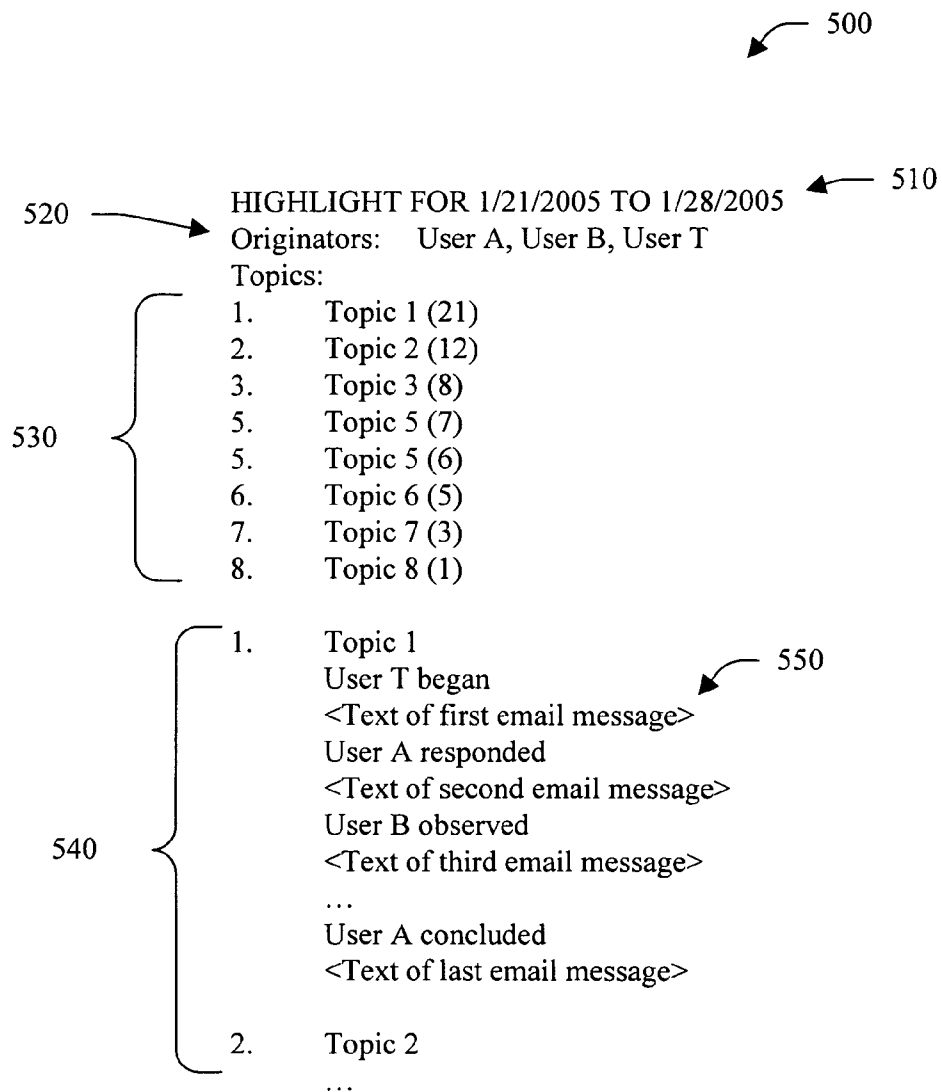 500
HIGHLIGHT FOR 1/21/2005 TO 1/28/2005
510
520
Originators: User A, User B, User T
Topics:
1. Topic 1 (21)
2. Topic 2 (12)
3. Topic 3 (8)
5. Topic 5 (7)
530
5. Topic 5 (6)
6. Topic 6 (5)
7. Topic 7 (3)
8. Topic 8 (1)
1. Topic 1
550
User T began
<Text of first email message>
User A responded
<Text of second email message>
User B observed
540
<Text of third email message>
...
User A concluded
<Text of last email message>
2. Topic 2
...